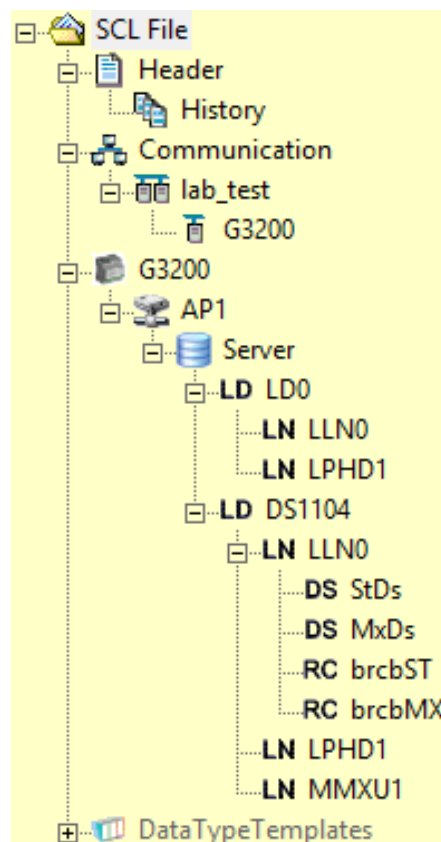 SCL File
Header
History
Communication
lab_test
G3200
G3200
AP1
Server
LD LD0
LN LLN0
LN LPHD1
LD DS1104
LN LLN0
DS StDs
DS MxDs
RC brcbST
RC brcbMX
LN LPHD1
LN MMXU1
DataTypeTemplates